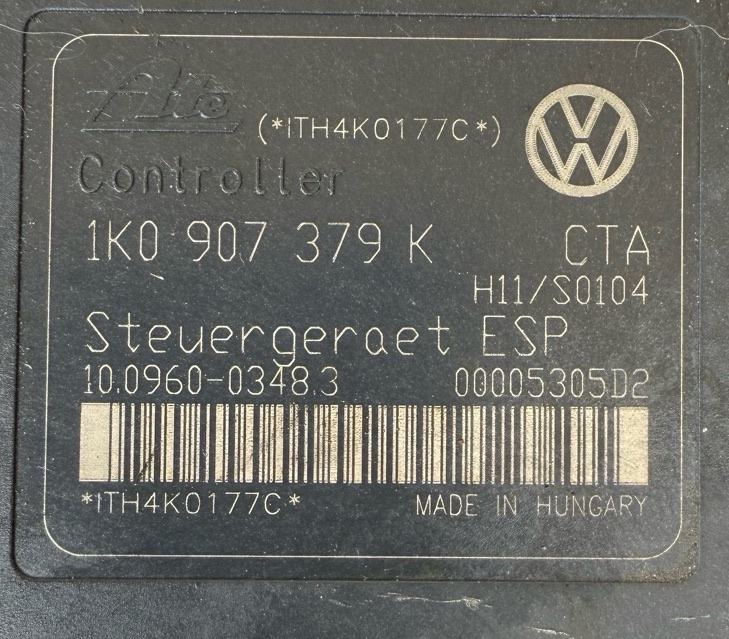 Ate (*ITH4K0177C*)
Controller
1K0 907 379 K CTA
H11/S0104
Steuergeraet ESP
10.0960-0348.3 00005305D2
*ITH4K0177C* MADE IN HUNGARY